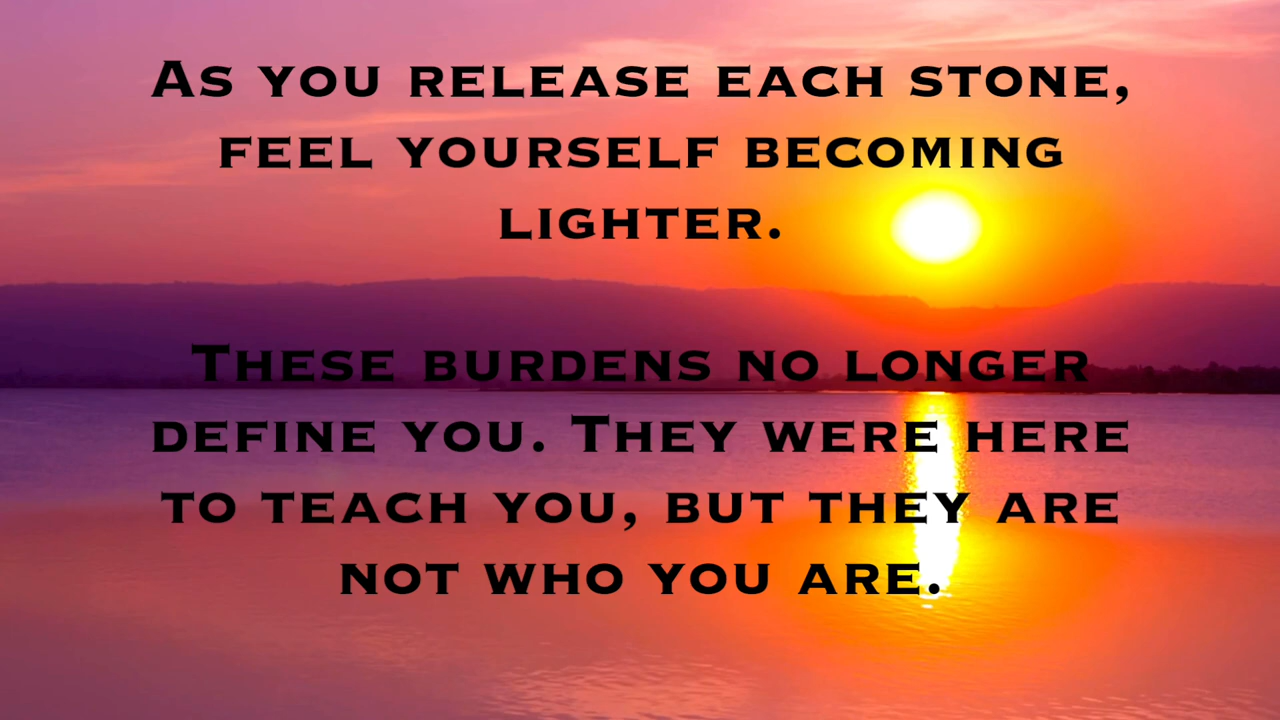 As you release each stone,
feel yourself becoming
lighter.
These burdens no longer
define you. They were here
to teach you, but they are
not who you are.